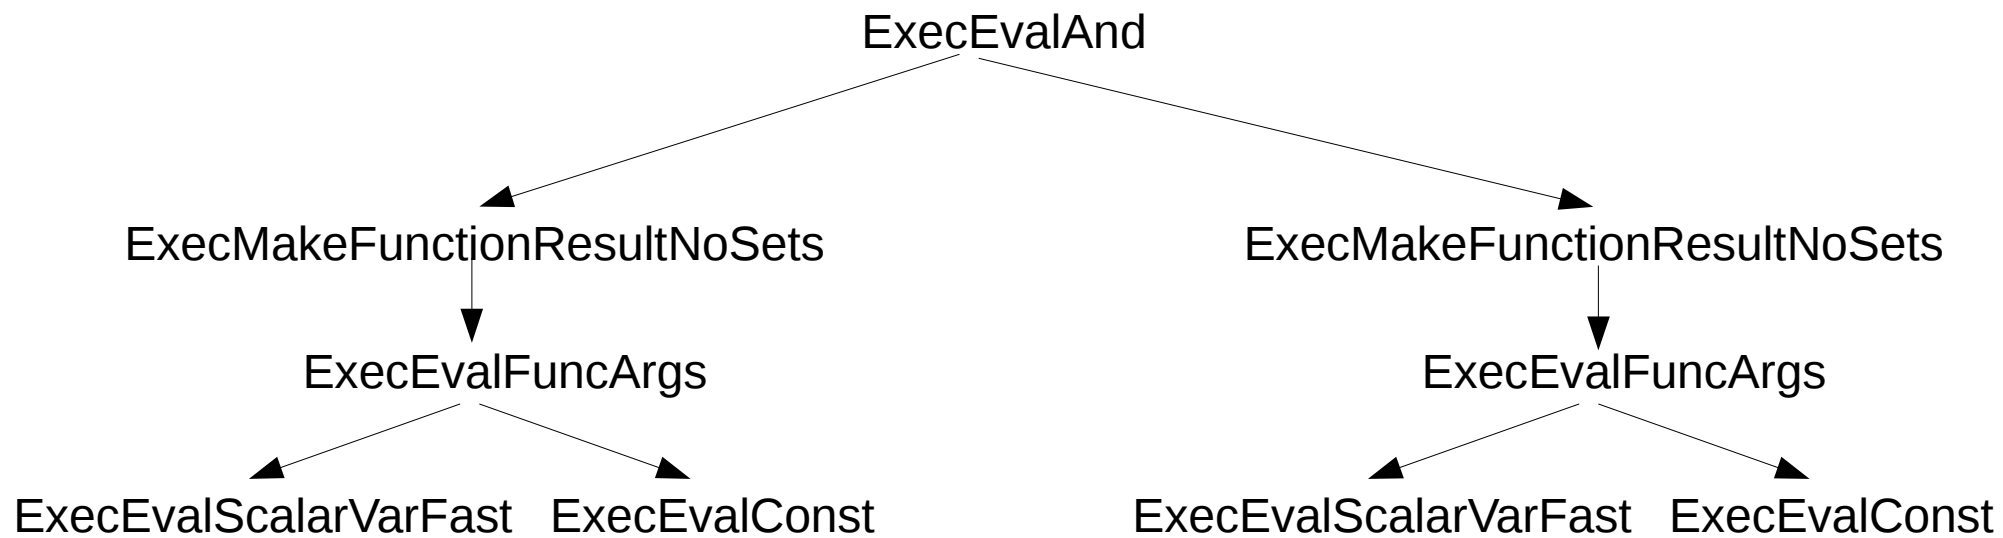 ExecEvalAnd
ExecMakeFunctionResultNoSets ExecMakeFunctionResultNoSets
ExecEvalFuncArgs ExecEvalFuncArgs
ExecEvalScalarVarFast ExecEvalConst ExecEvalScalarVarFast ExecEvalConst